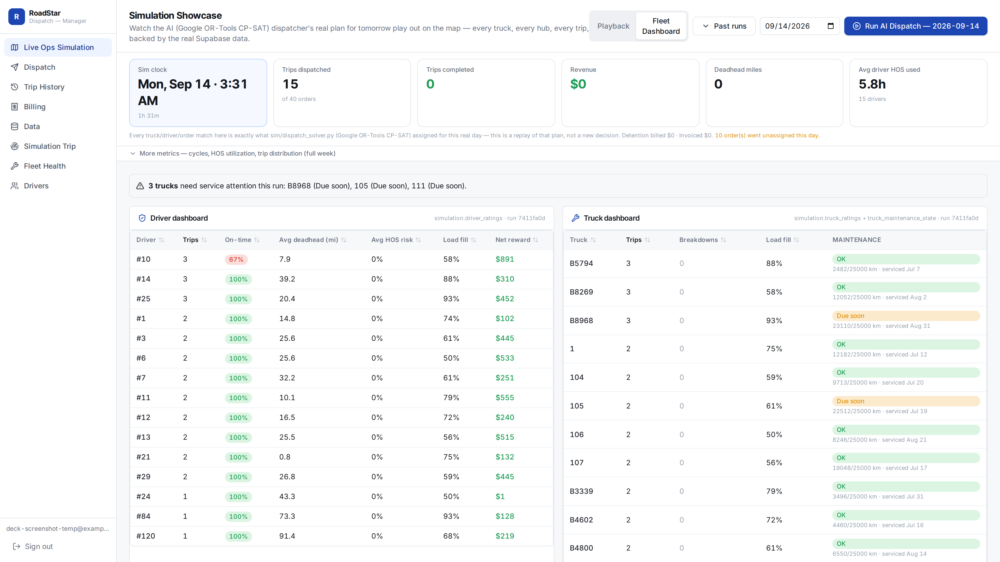 R
RoadStar
Dispatch — Manager
Live Ops Simulation
Dispatch
Trip History
Billing
Data
Simulation Trip
Fleet Health
Drivers
deck-screenshot-temp@examp...
Sign out
Simulation Showcase
Watch the AI (Google OR-Tools CP-SAT) dispatcher's real plan for tomorrow play out on the map — every truck, every hub, every trip,
backed by the real Supabase data.
Playback
Fleet
Dashboard
Past runs
09/14/2026
Run AI Dispatch — 2026-09-14
Sim clock
Mon, Sep 14 · 3:31
AM
1h 31m
Trips dispatched
15
of 40 orders
Trips completed
0
Revenue
$0
Deadhead miles
0
Avg driver HOS used
5.8h
15 drivers
Every truck/driver/order match here is exactly what sim/dispatch_solver.py (Google OR-Tools CP-SAT) assigned for this real day — this is a replay of that plan, not a new decision. Detention billed $0 · Invoiced $0. 10 order(s) went unassigned this day.
More metrics — cycles, HOS utilization, trip distribution (full week)
3 trucks need service attention this run: B8968 (Due soon), 105 (Due soon), 111 (Due soon).
Driver dashboard
simulation.driver_ratings · run 7411fa0d
Driver Trips On-time Avg deadhead (mi) Avg HOS risk Load fill Net reward
#10 3 67% 7.9 0% 58% $891
#14 3 100% 39.2 0% 88% $310
#25 3 100% 20.4 0% 93% $452
#1 2 100% 14.8 0% 74% $102
#3 2 100% 25.6 0% 61% $445
#6 2 100% 25.6 0% 50% $533
#7 2 100% 32.2 0% 61% $251
#11 2 100% 10.1 0% 79% $555
#12 2 100% 16.5 0% 72% $240
#13 2 100% 25.5 0% 56% $515
#21 2 100% 0.8 0% 75% $132
#29 2 100% 26.8 0% 59% $445
#24 1 100% 43.3 0% 50% $1
#84 1 100% 73.3 0% 93% $128
#120 1 100% 91.4 0% 68% $219
Truck dashboard
simulation.truck_ratings + truck_maintenance_state · run 7411fa0d
Truck Trips Breakdowns Load fill MAINTENANCE
B5794 3 0 88% OK
2482/25000 km · serviced Jul 7
B8269 3 0 58% OK
12052/25000 km · serviced Aug 2
B8968 3 0 93% Due soon
23110/25000 km · serviced Aug 31
1 2 0 75% OK
12182/25000 km · serviced Jul 12
104 2 0 59% OK
9713/25000 km · serviced Jul 20
105 2 0 61% Due soon
22512/25000 km · serviced Jul 19
106 2 0 50% OK
8246/25000 km · serviced Aug 21
107 2 0 56% OK
19048/25000 km · serviced Jul 17
B3339 2 0 79% OK
3496/25000 km · serviced Jul 31
B4602 2 0 72% OK
4460/25000 km · serviced Jul 16
B4800 2 0 61% OK
6550/25000 km · serviced Aug 14